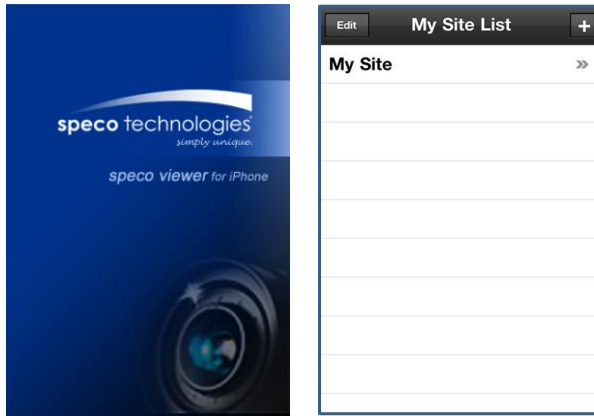 speco technologies
simply unique.
speco viewer for iPhone
Edit My Site List +
My Site »